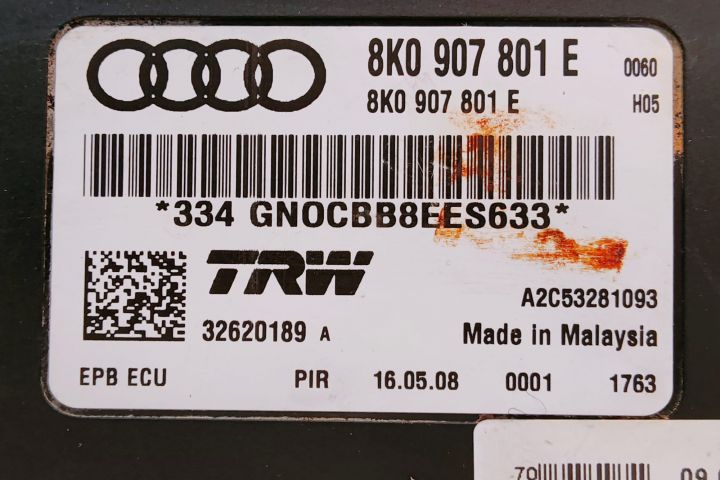 8K0 907 801 E 0060
8K0 907 801 E H05
*334 GN0CBB8EES633*
TRW
A2C53281093
32620189 A Made in Malaysia
EPB ECU PIR 16.05.08 0001 1763